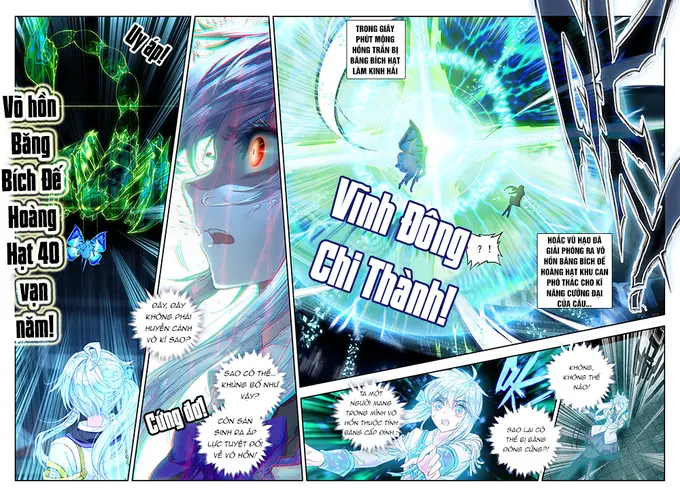 Uy áp!
Võ hồn
Băng
Bích Đế
Hoàng
Hạt 40
vạn
năm!
ĐÂY, ĐÂY
KHÔNG PHẢI
HUYỄN CẢNH
VÔ KÌ SAO?
Cứng đơ!
SAO CÓ THỂ...
KHỦNG BỐ NHƯ
VẬY?
CÒN SẢN
SINH RA ÁP
LỰC TUYỆT ĐỐI
VỀ VÕ HỒN!
TRONG GIÂY
PHÚT MỘNG
HỒNG TRẦN BỊ
BĂNG BÍCH HẠT
LÀM KINH HÃI
Vĩnh Đông
Chi Thành!
?!
HOẮC VŨ HẠO ĐÃ
GIẢI PHÓNG RA VÕ
HỒN BĂNG BÍCH ĐẾ
HOÀNG HẠT KHU CAN
PHÓ THÁC CHO KĨ
NĂNG CƯỜNG ĐẠI
CỦA CẬU...
TA MỘT
NGƯỜI MANG
TRONG MÌNH VÕ
HỒN THUỘC TÍNH
BĂNG CẤP ĐỈNH...
SAO LẠI CÓ
THỂ BỊ BĂNG
ĐÔNG CỨNG?!
KHÔNG,
KHÔNG THỂ
NÀO!